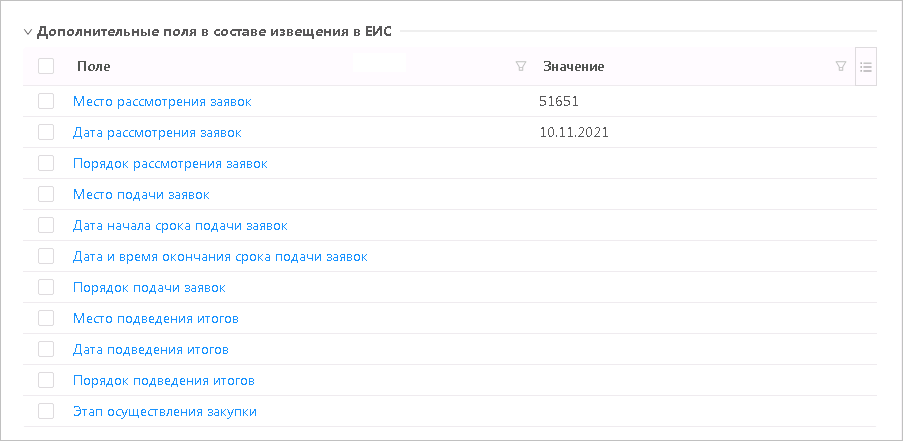 Дополнительные поля в составе извещения в ЕИС
Поле Значение
Место рассмотрения заявок 51651
Дата рассмотрения заявок 10.11.2021
Порядок рассмотрения заявок
Место подачи заявок
Дата начала срока подачи заявок
Дата и время окончания срока подачи заявок
Порядок подачи заявок
Место подведения итогов
Дата подведения итогов
Порядок подведения итогов
Этап осуществления закупки